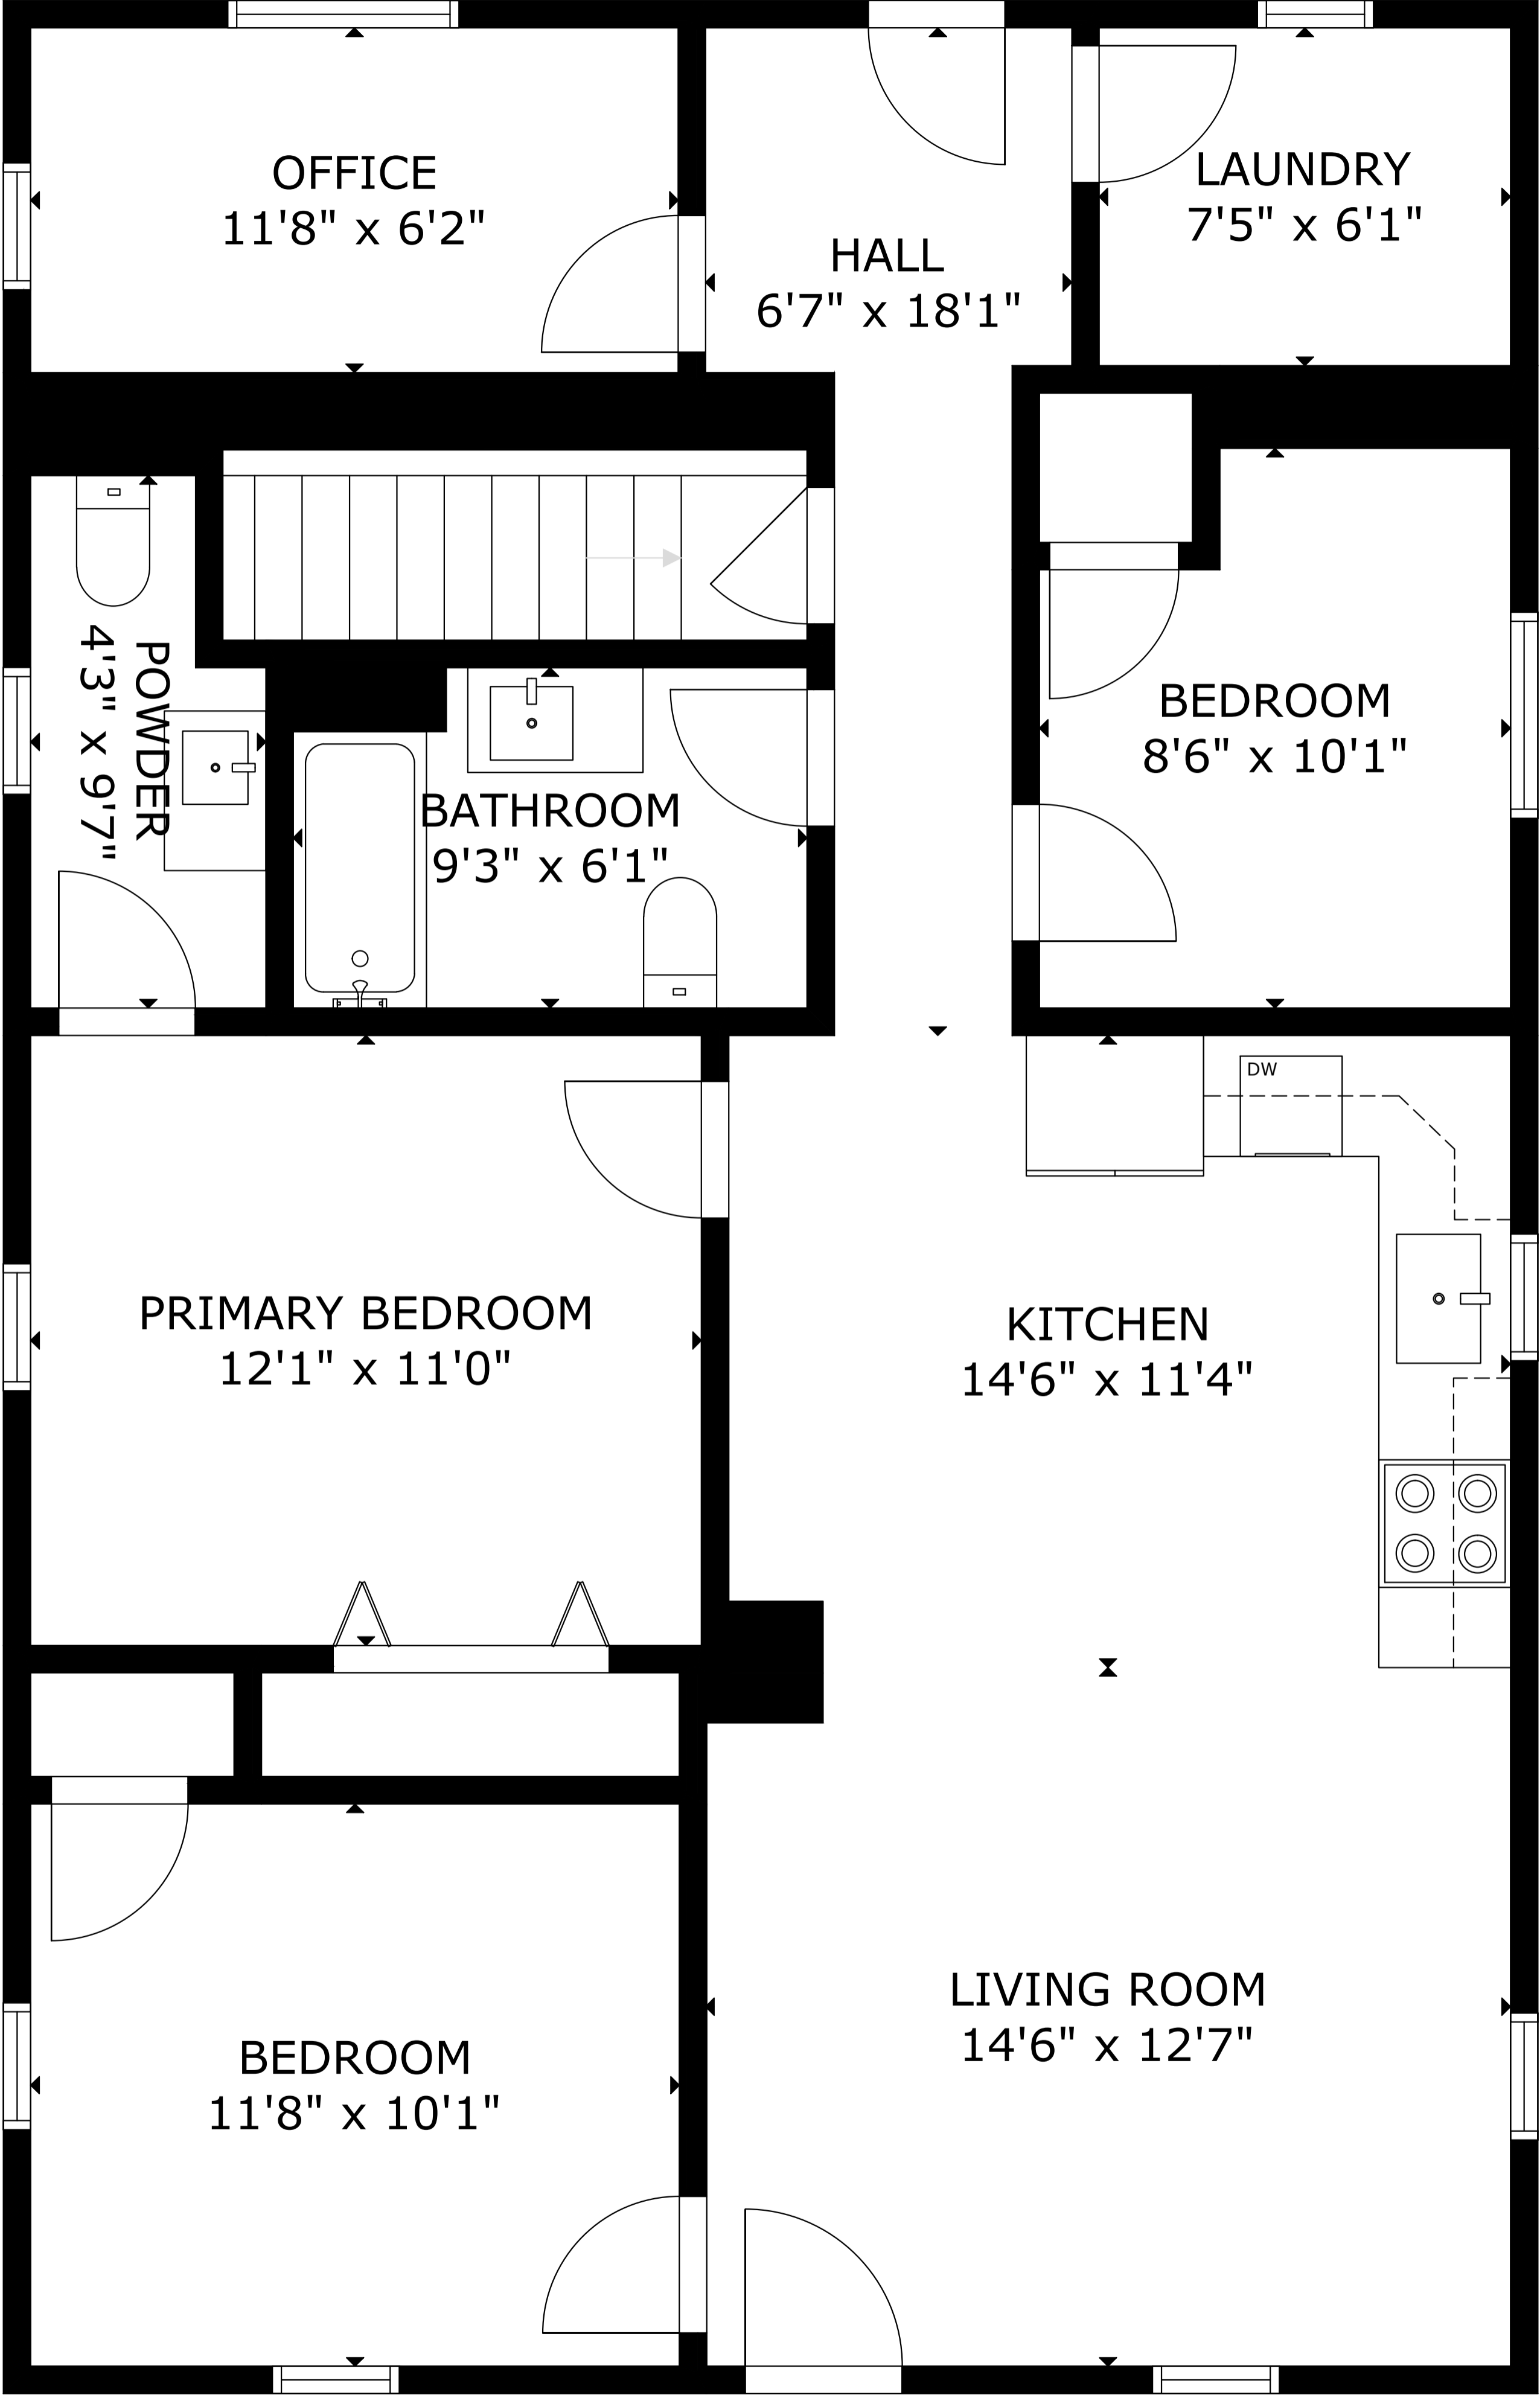 OFFICE
11'8" x 6'2"
LAUNDRY
7'5" x 6'1"
HALL
6'7" x 18'1"
POWDER
4'3" x 9'7"
BEDROOM
8'6" x 10'1"
BATHROOM
9'3" x 6'1"
DW
PRIMARY BEDROOM
12'1" x 11'0"
KITCHEN
14'6" x 11'4"
LIVING ROOM
14'6" x 12'7"
BEDROOM
11'8" x 10'1"